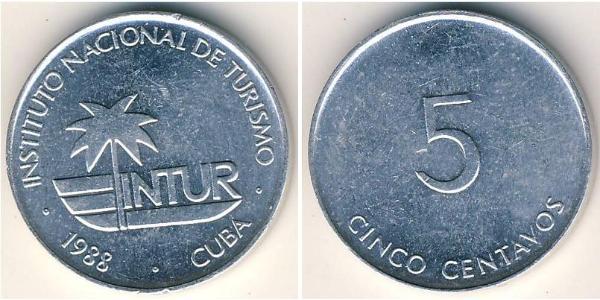 INSTITUTO NACIONAL DE TURISMO
INTUR
· 1988 · CUBA ·
5
CINCO CENTAVOS